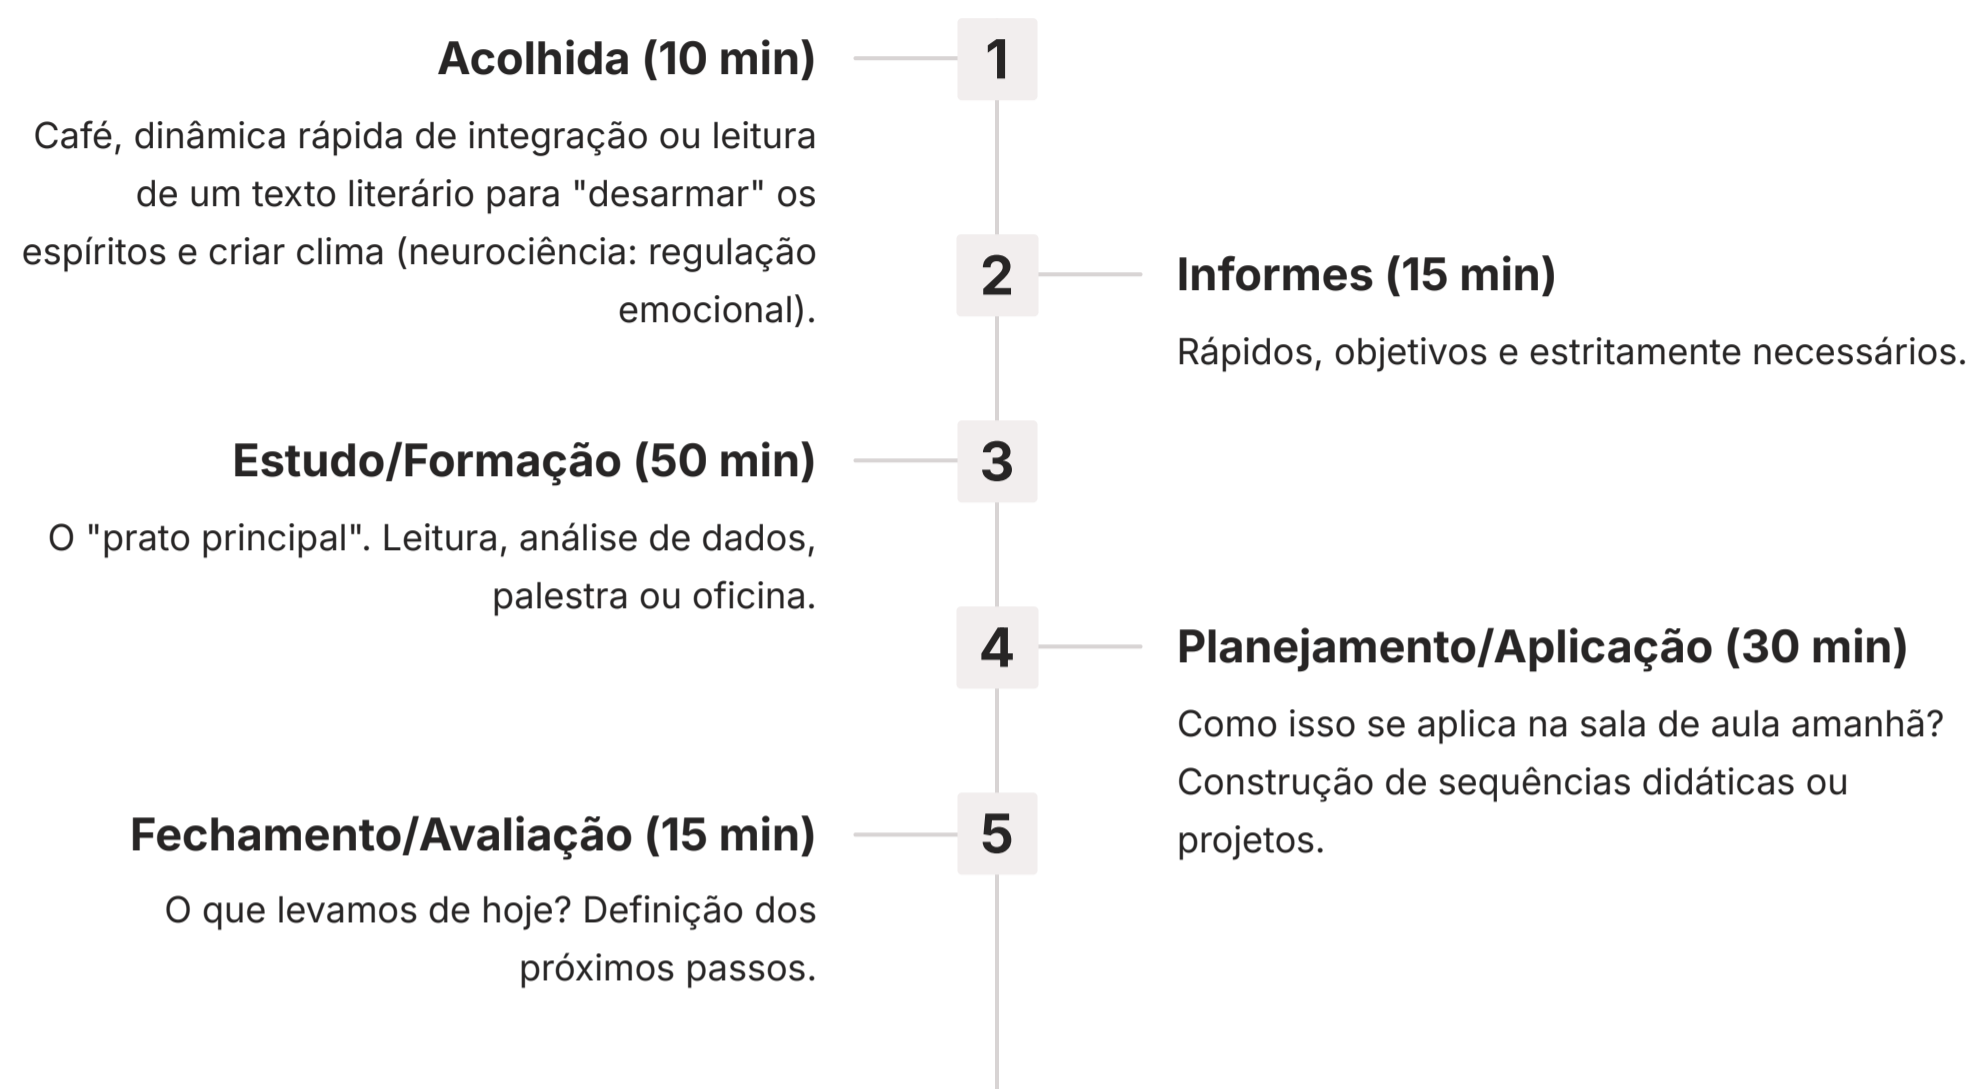 Acolhida (10 min)
1
Café, dinâmica rápida de integração ou leitura
de um texto literário para "desarmar" os
espíritos e criar clima (neurociência: regulação
emocional).
2
Informes (15 min)
Rápidos, objetivos e estritamente necessários.
Estudo/Formação (50 min)
3
O "prato principal". Leitura, análise de dados,
palestra ou oficina.
4
Planejamento/Aplicação (30 min)
Como isso se aplica na sala de aula amanhã?
Construção de sequências didáticas ou
projetos.
Fechamento/Avaliação (15 min)
5
O que levamos de hoje? Definição dos
próximos passos.